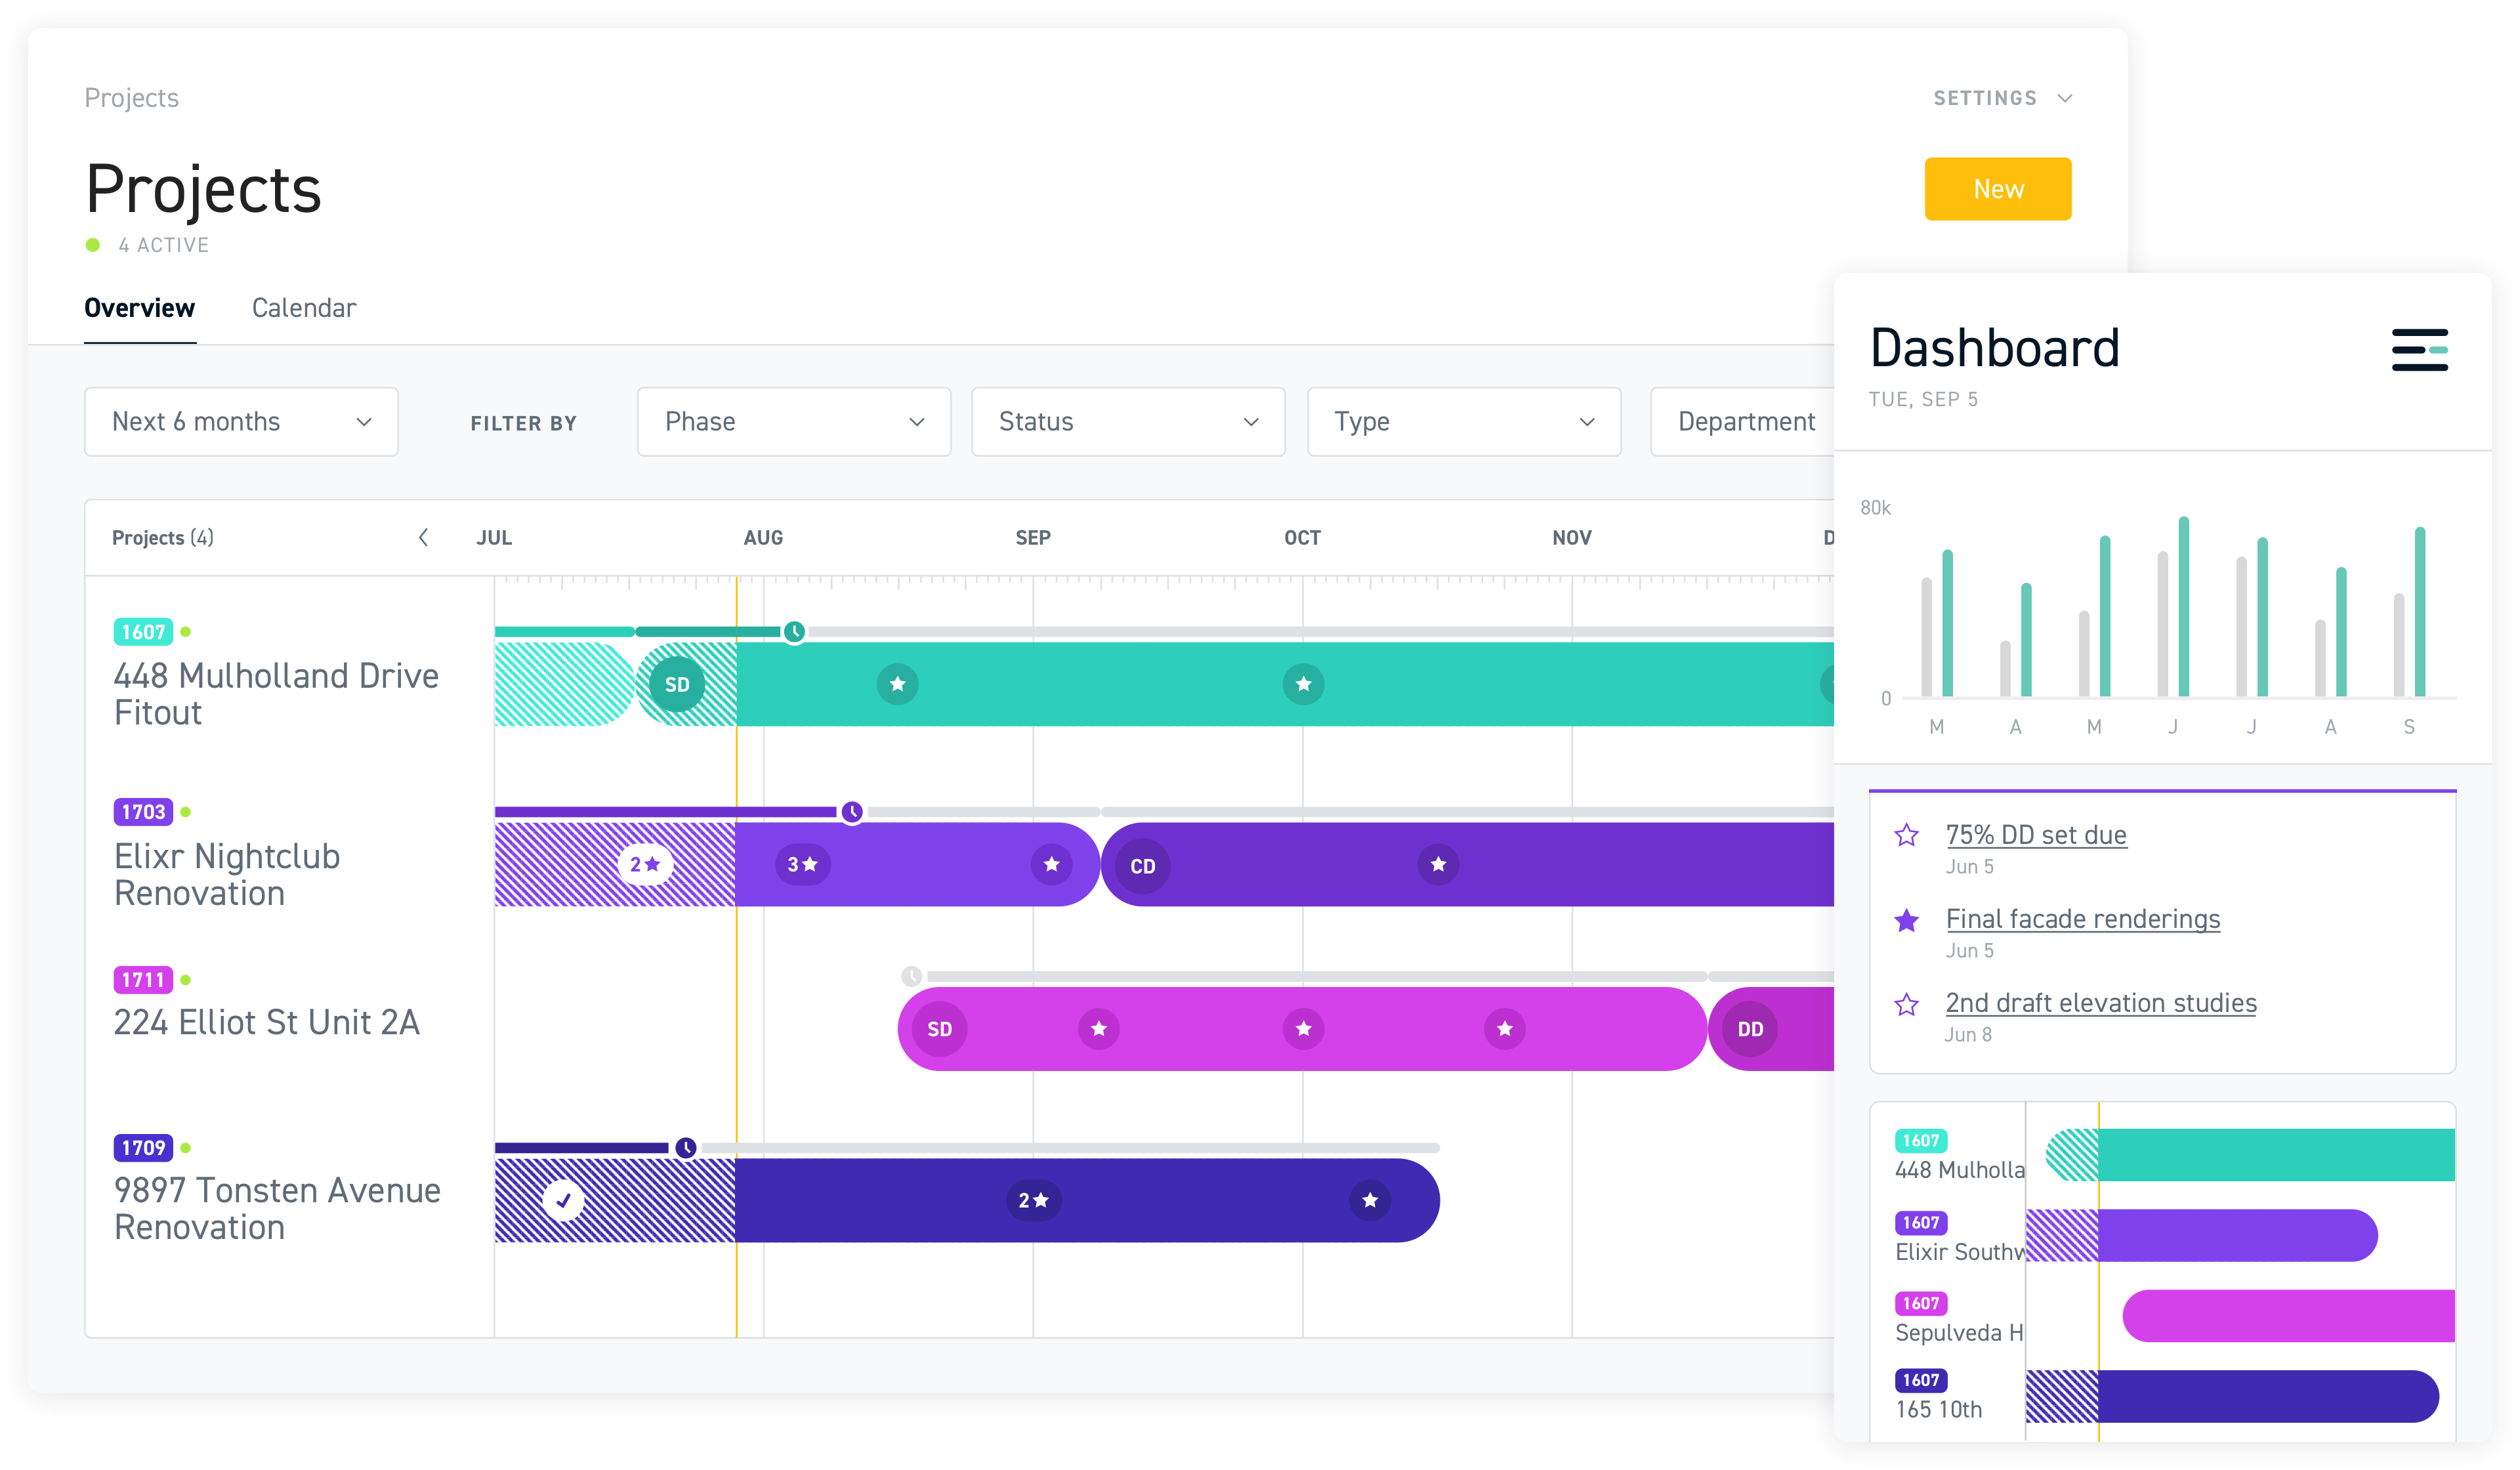 Projects
SETTINGS
Projects
New
4 ACTIVE
Overview
Calendar
Next 6 months
FILTER BY
Phase
Status
Type
Department
Projects (4)
JUL
AUG
SEP
OCT
NOV
D
1607
448 Mulholland Drive
Fitout
SD
1703
Elixr Nightclub
Renovation
2
3
CD
1711
224 Elliot St Unit 2A
SD
DD
1709
9897 Tonsten Avenue
Renovation
2
Dashboard
TUE, SEP 5
80k
0
M
A
M
J
J
A
S
75% DD set due
Jun 5
Final facade renderings
Jun 5
2nd draft elevation studies
Jun 8
1607
448 Mulholla
1607
Elixir Southw
1607
Sepulveda H
1607
165 10th